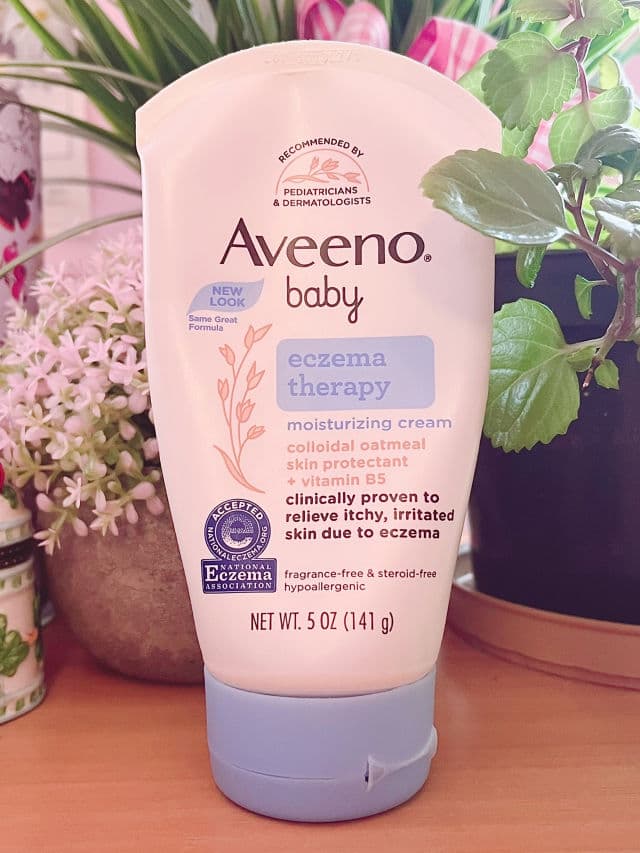 RECOMMENDED BY
PEDIATRICIANS
& DERMATOLOGISTS
Aveeno®
baby
NEW
LOOK
Same Great
Formula
eczema
therapy
moisturizing cream
colloidal oatmeal
skin protectant
+ vitamin B5
clinically proven to
relieve itchy, irritated
skin due to eczema
ACCEPTED
NATIONALECZEMA.ORG
NATIONAL
Eczema
ASSOCIATION
fragrance-free & steroid-free
hypoallergenic
NET WT. 5 OZ (141 g)